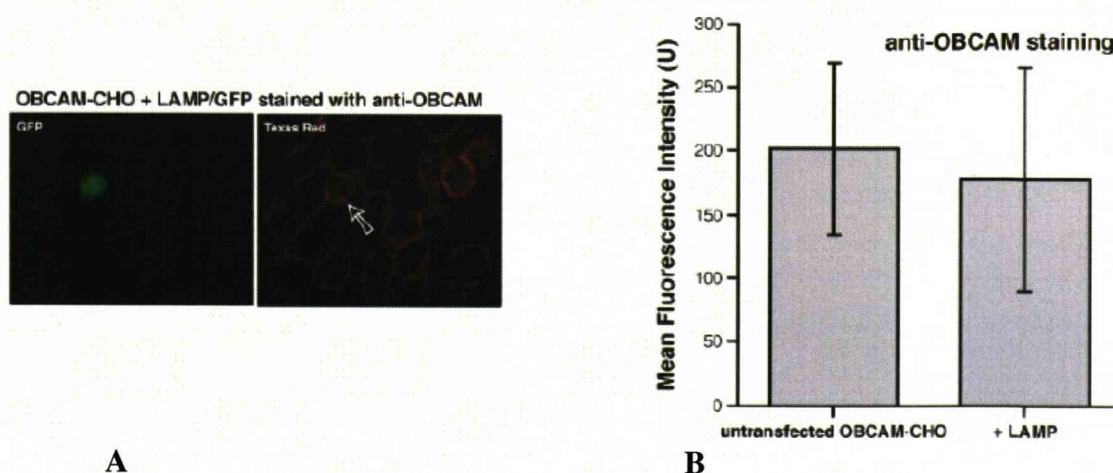 OBCAM-CHO + LAMP/GFP stained with anti-OBCAM
GFP
Texas Red
A
300
250
200
150
100
50
0
Mean Fluorescence Intensity (U)
anti-OBCAM staining
untransfected OBCAM-CHO
+ LAMP
B